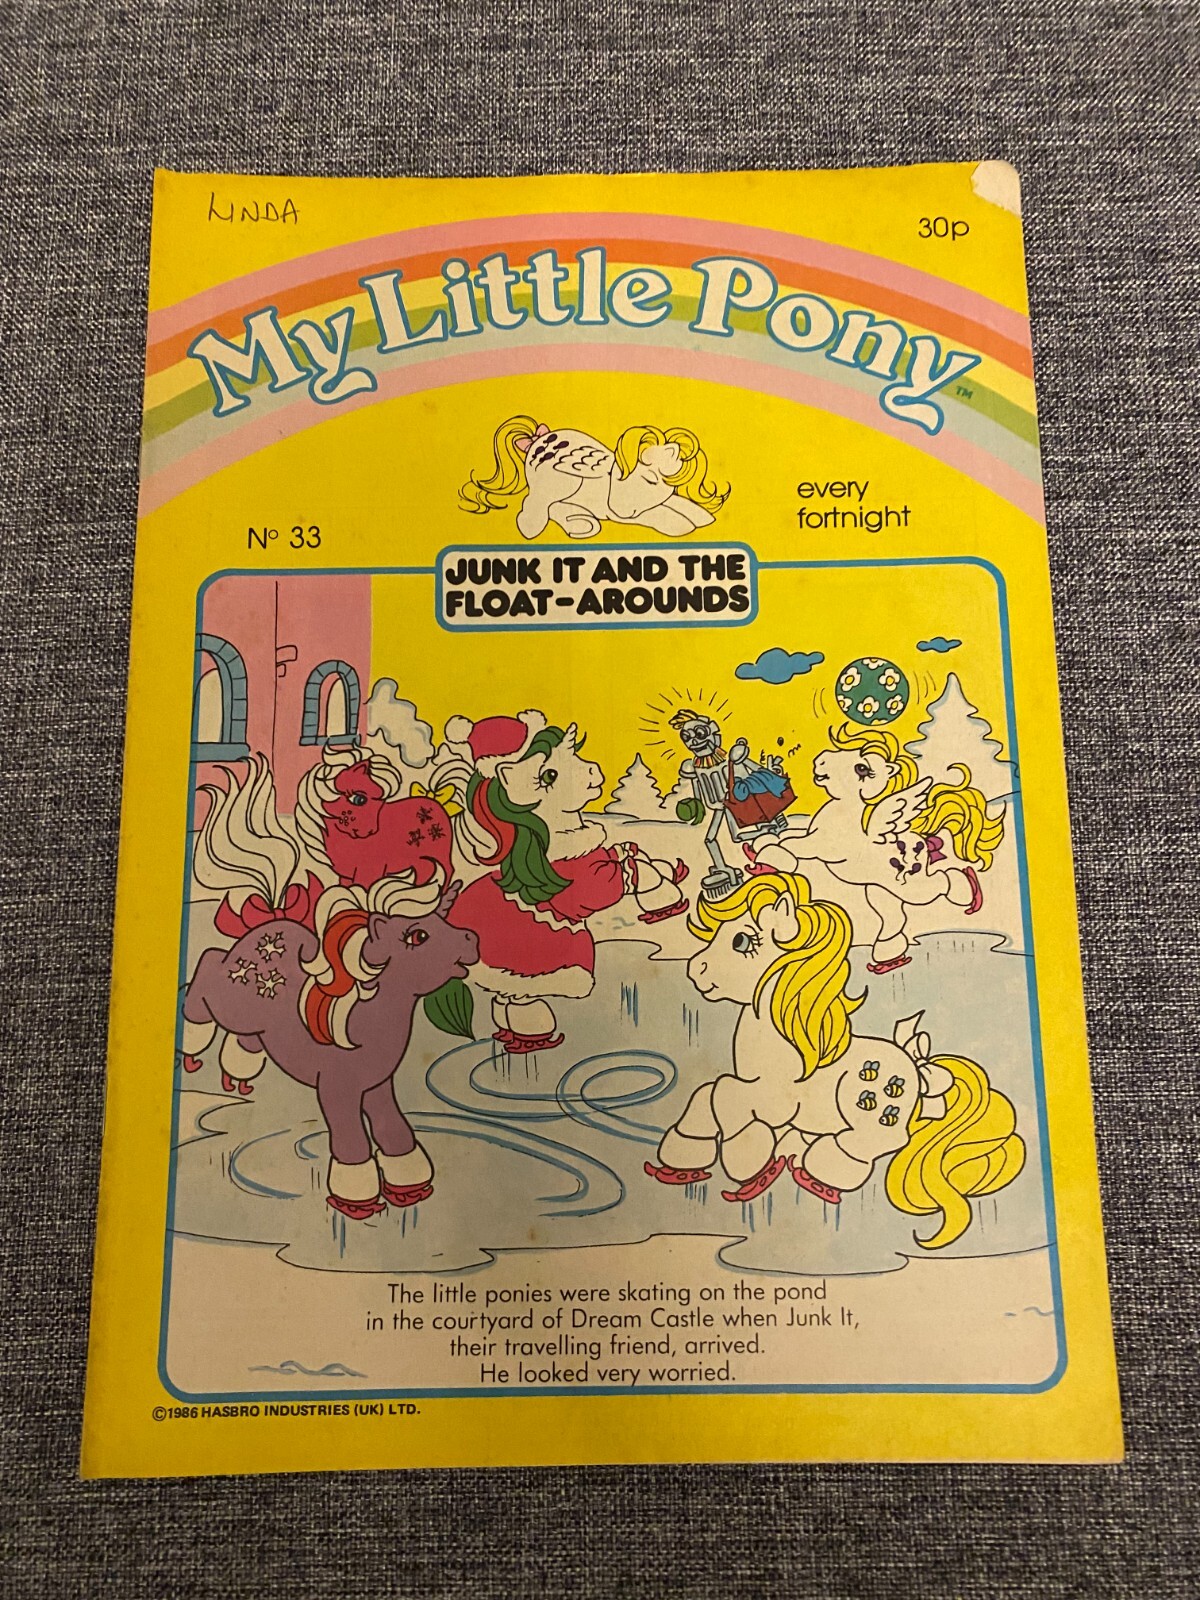 LINDA
30p
My Little Pony™
Nº 33
every
fortnight
JUNK IT AND THE
FLOAT-AROUNDS
The little ponies were skating on the pond
in the courtyard of Dream Castle when Junk It,
their travelling friend, arrived.
He looked very worried.
©1986 HASBRO INDUSTRIES (UK) LTD.